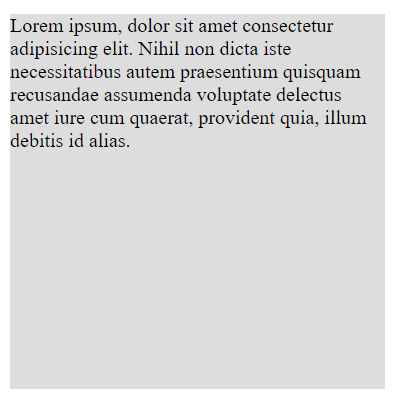 Lorem ipsum, dolor sit amet consectetur
adipisicing elit. Nihil non dicta iste
necessitatibus autem praesentium quisquam
recusandae assumenda voluptate delectus
amet iure cum quaerat, provident quia, illum
debitis id alias.